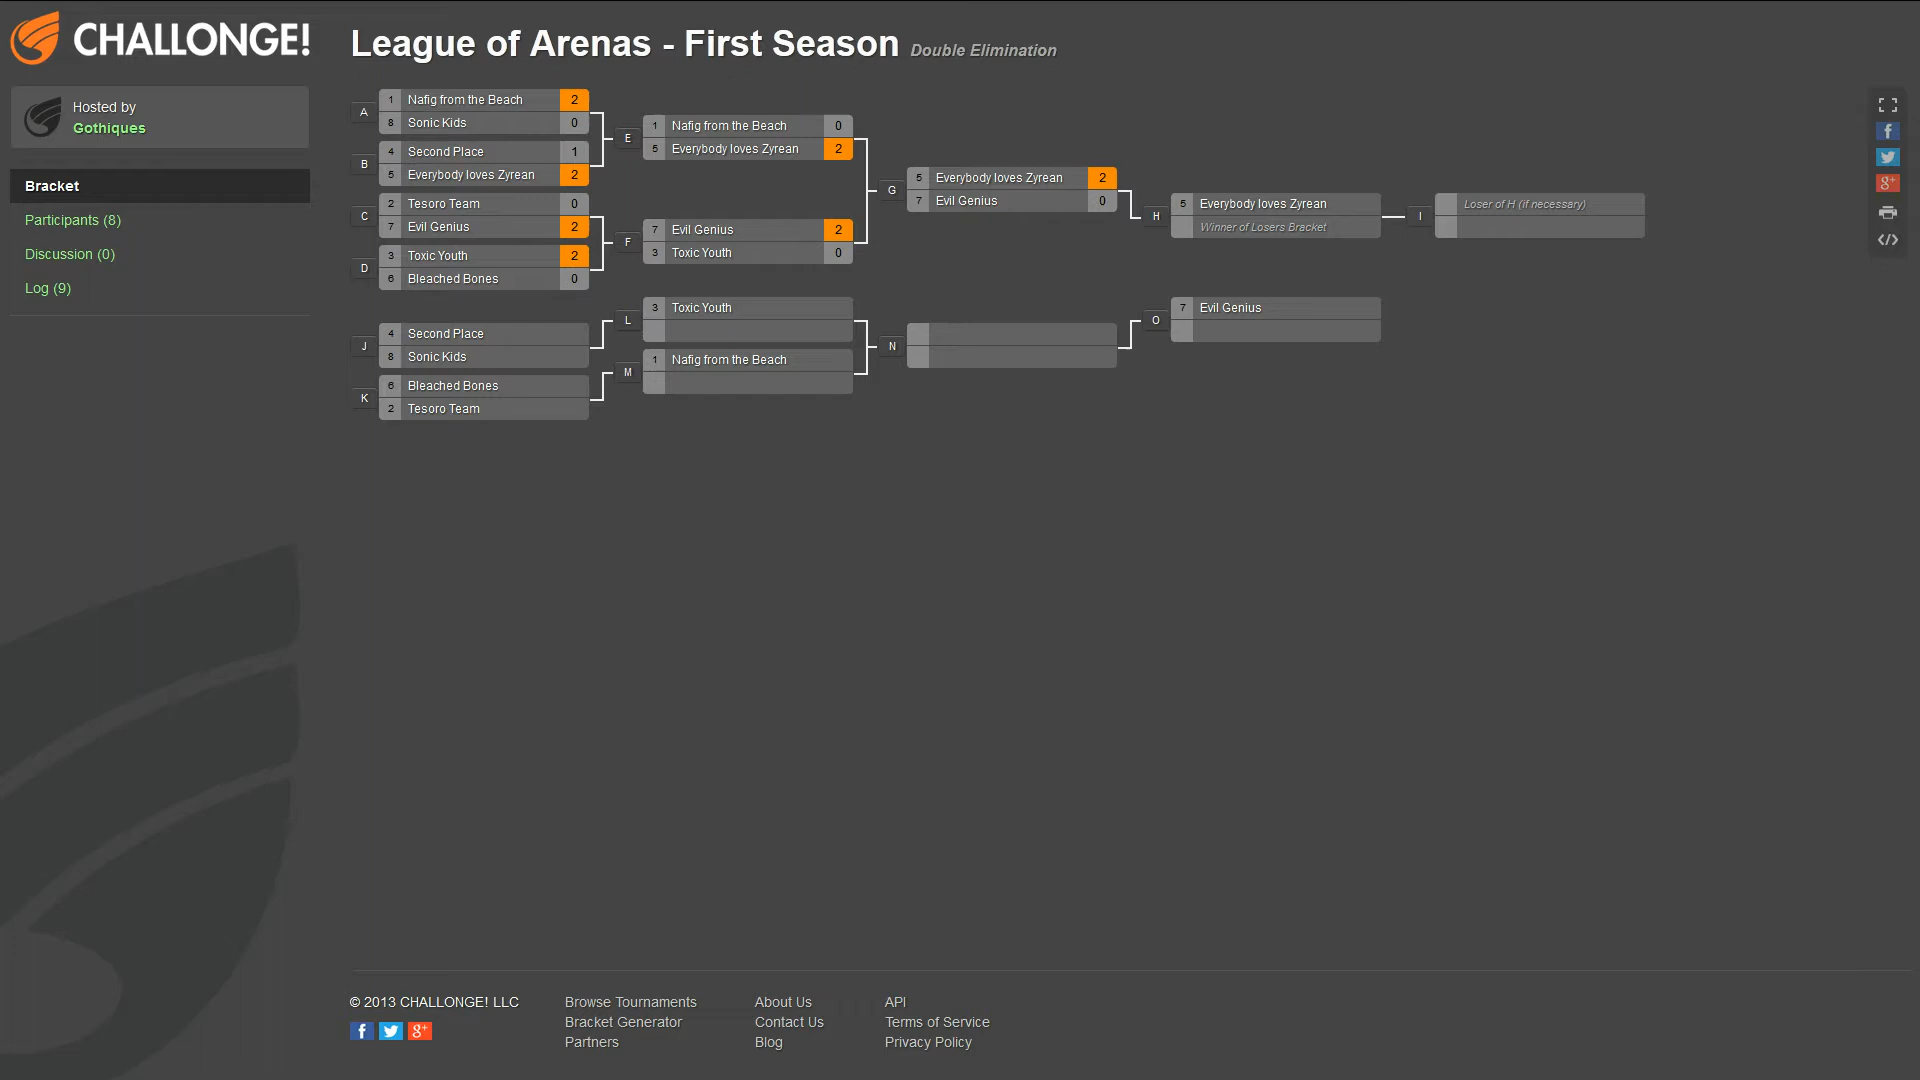 CHALLONGE!
League of Arenas - First Season Double Elimination
Hosted by
Gothiques
Bracket
Participants (8)
Discussion (0)
Log (9)
A
1 Nafig from the Beach 2
8 Sonic Kids 0
B
4 Second Place 1
5 Everybody loves Zyrean 2
C
2 Tesoro Team 0
7 Evil Genius 2
D
3 Toxic Youth 2
6 Bleached Bones 0
E
1 Nafig from the Beach 0
5 Everybody loves Zyrean 2
F
7 Evil Genius 2
3 Toxic Youth 0
G
5 Everybody loves Zyrean 2
7 Evil Genius 0
H
5 Everybody loves Zyrean
Winner of Losers Bracket
I
Loser of H (if necessary)
J
4 Second Place
8 Sonic Kids
K
6 Bleached Bones
2 Tesoro Team
L
3 Toxic Youth
M
1 Nafig from the Beach
N
O
7 Evil Genius
© 2013 CHALLONGE! LLC
Browse Tournaments
Bracket Generator
Partners
About Us
Contact Us
Blog
API
Terms of Service
Privacy Policy